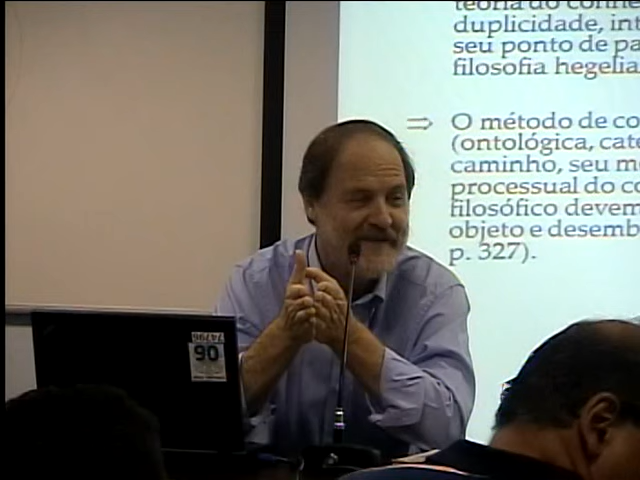 teoria do conhe
duplicidade, int
seu ponto de pa
filosofia hegelia
⇒ O método de co
(ontológica, cate
caminho, seu mé
processual do co
filosófico devem
objeto e desemb
p. 327).
06